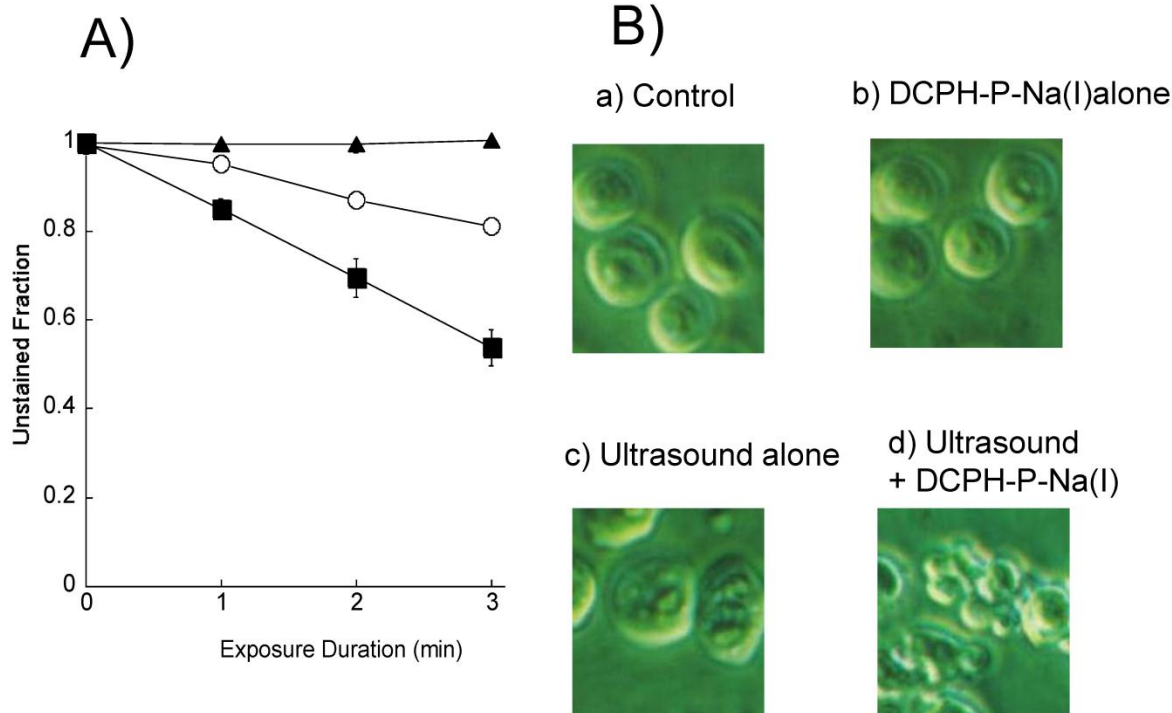 A)
1
0.8
0.6
0.4
0.2
0
0 1 2 3
Unstained Fraction
Exposure Duration (min)
B)
a) Control
b) DCPH-P-Na(I)alone
c) Ultrasound alone
d) Ultrasound
+ DCPH-P-Na(I)